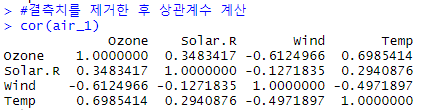 > #결측치를 제거한 후 상관계수 계산
> cor(air_1)
Ozone Solar.R Wind Temp
Ozone 1.0000000 0.3483417 -0.6124966 0.6985414
Solar.R 0.3483417 1.0000000 -0.1271835 0.2940876
Wind -0.6124966 -0.1271835 1.0000000 -0.4971897
Temp 0.6985414 0.2940876 -0.4971897 1.0000000